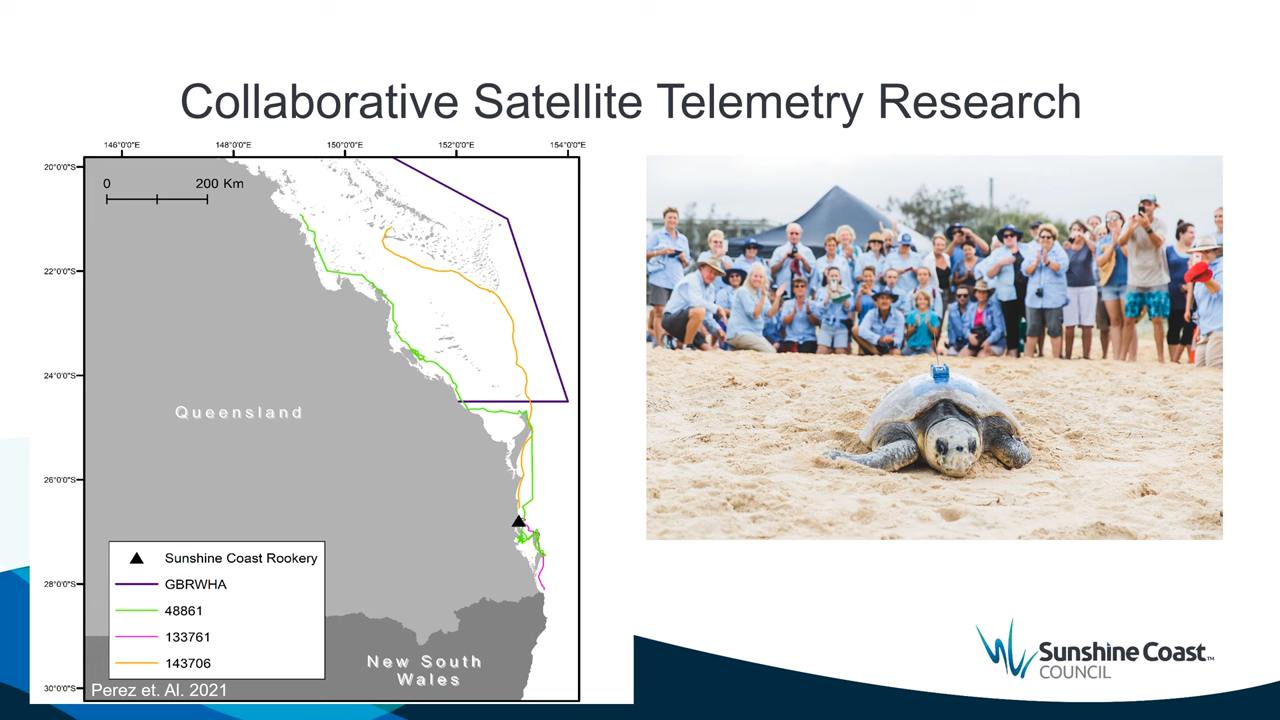 Collaborative Satellite Telemetry Research
146°0'0"E 148°0'0"E 150°0'0"E 152°0'0"E 154°0'0"E
20°0'0"S
0 200 Km
22°0'0"S
24°0'0"S
Queensland
26°0'0"S
Sunshine Coast Rookery
28°0'0"S
GBRWHA
48861
133761
143706
New South
Wales
30°0'0"S
Perez et. Al. 2021
Sunshine Coast™
COUNCIL